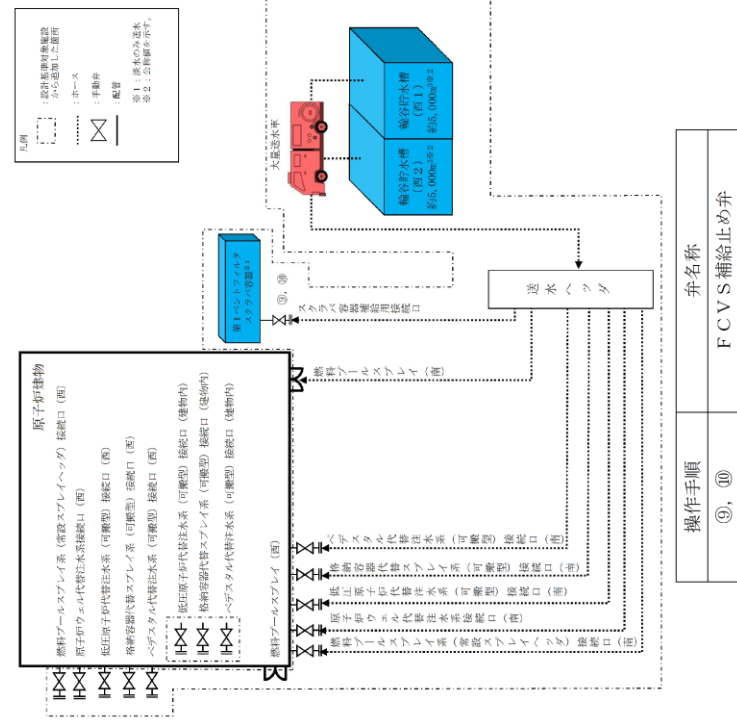 凡例
：設計基準対象施設
から追加した箇所
：ホース
：手動弁
：配管
※1：淡水のみ送水
※2：公称値を示す。
大量送水車
輪谷貯水槽
（西1）
約5,000m³※2
輪谷貯水槽
（西2）
約5,000m³※2
第1ベントフィルタ
スクラバ容器※1
⑨，⑩
スクラバ容器補給用接続口
送水ヘッダ
原子炉建物
燃料プールスプレイ系（常設スプレイヘッダ）接続口（西）
原子炉ウェル代替注水系接続口（西）
低圧原子炉代替注水系（可搬型）接続口（西）
格納容器代替スプレイ系（可搬型）接続口（西）
ペデスタル代替注水系（可搬型）接続口（西）
低圧原子炉代替注水系（可搬型）接続口（建物内）
格納容器代替スプレイ系（可搬型）接続口（建物内）
ペデスタル代替注水系（可搬型）接続口（建物内）
燃料プールスプレイ（西）
燃料プールスプレイ（南）
ペデスタル代替注水系（可搬型）接続口（南）
格納容器代替スプレイ系（可搬型）接続口（南）
低圧原子炉代替注水系（可搬型）接続口（南）
原子炉ウェル代替注水系接続口（南）
燃料プールスプレイ系（常設スプレイヘッダ）接続口（南）
操作手順 弁名称
⑨，⑩ FCVS補給止め弁